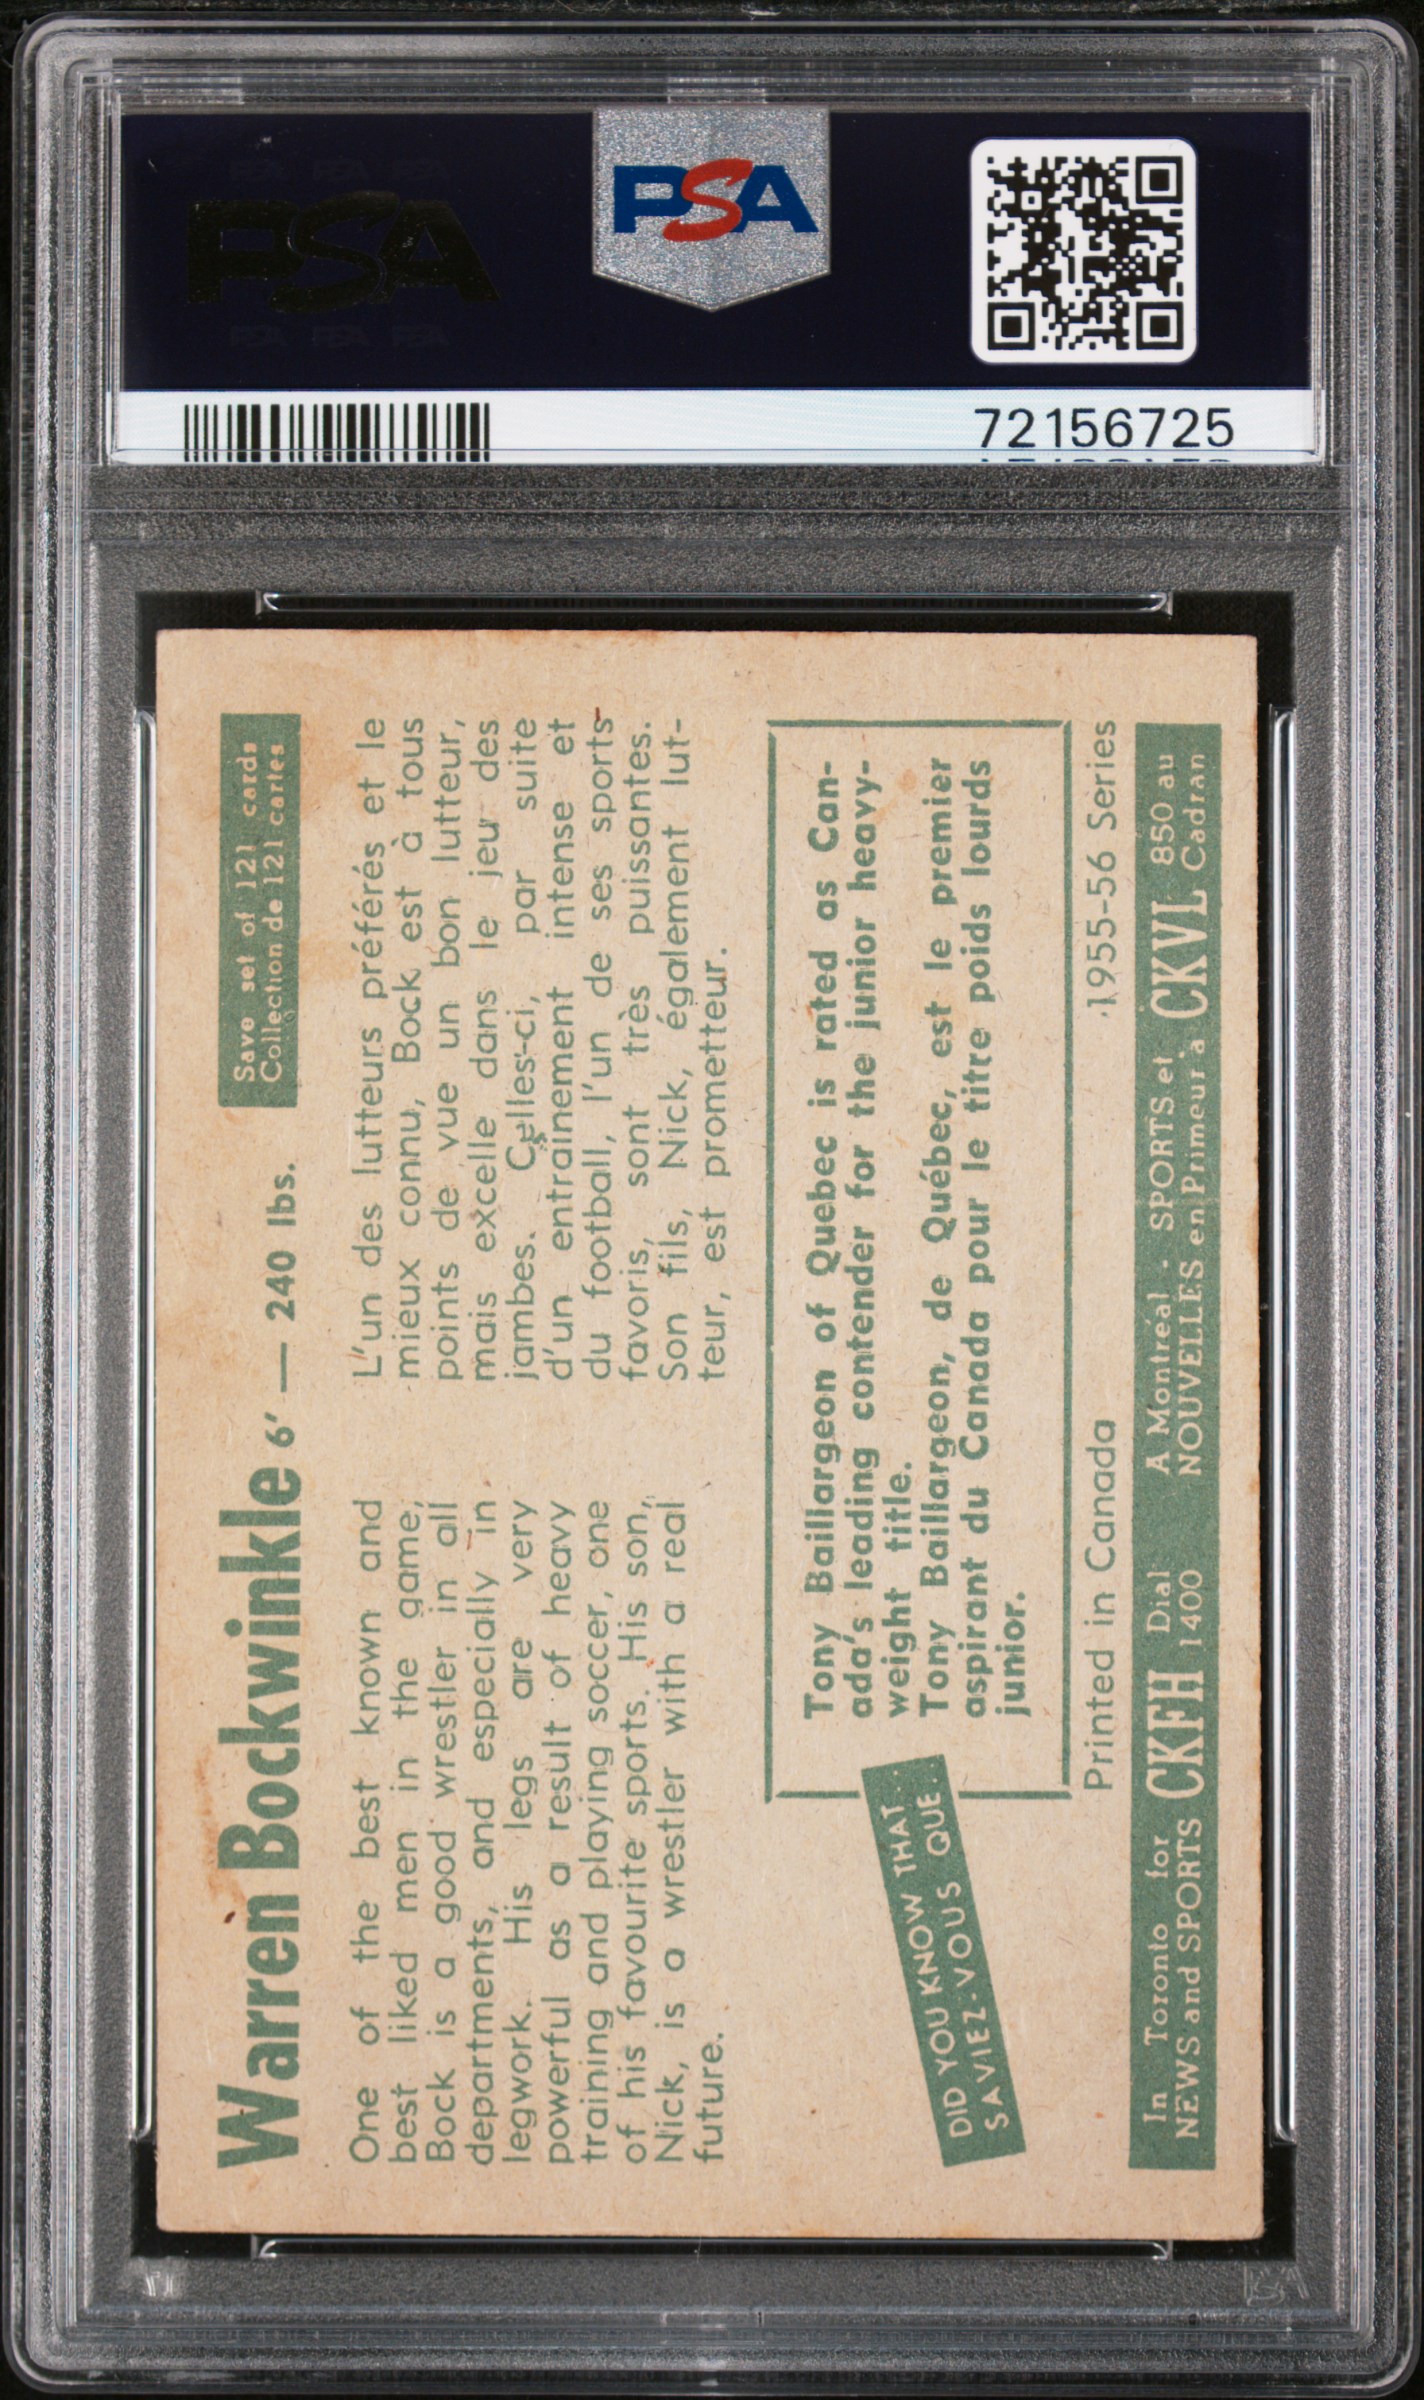 PSA
PSA
72156725
Warren Bockwinkle 6' — 240 lbs.
Save set of 121 cards
Collection de 121 cartes
One of the best known and
best liked men in the game,
Bock is a good wrestler in all
departments, and especially in
legwork. His legs are very
powerful as a result of heavy
training and playing soccer, one
of his favourite sports. His son,
Nick, is a wrestler with a real
future.
L'un des lutteurs préférés et le
mieux connu, Bock est à tous
points de vue un bon lutteur,
mais excelle dans le jeu des
jambes. Celles-ci, par suite
d'un entrainement intense et
du football, l'un de ses sports
favoris, sont très puissantes.
Son fils, Nick, également lut-
teur, est prometteur.
DID YOU KNOW THAT..
SAVIEZ-VOUS QUE..
Tony Baillargeon of Quebec is rated as Can-
ada's leading contender for the junior heavy-
weight title.
Tony Baillargeon, de Québec, est le premier
aspirant du Canada pour le titre poids lourds
junior.
Printed in Canada
1955-56 Series
In Toronto for
NEWS and SPORTS CKFH Dial 1400
A Montréal - SPORTS et
NOUVELLES en Primeur à CKVL 850 au Cadran